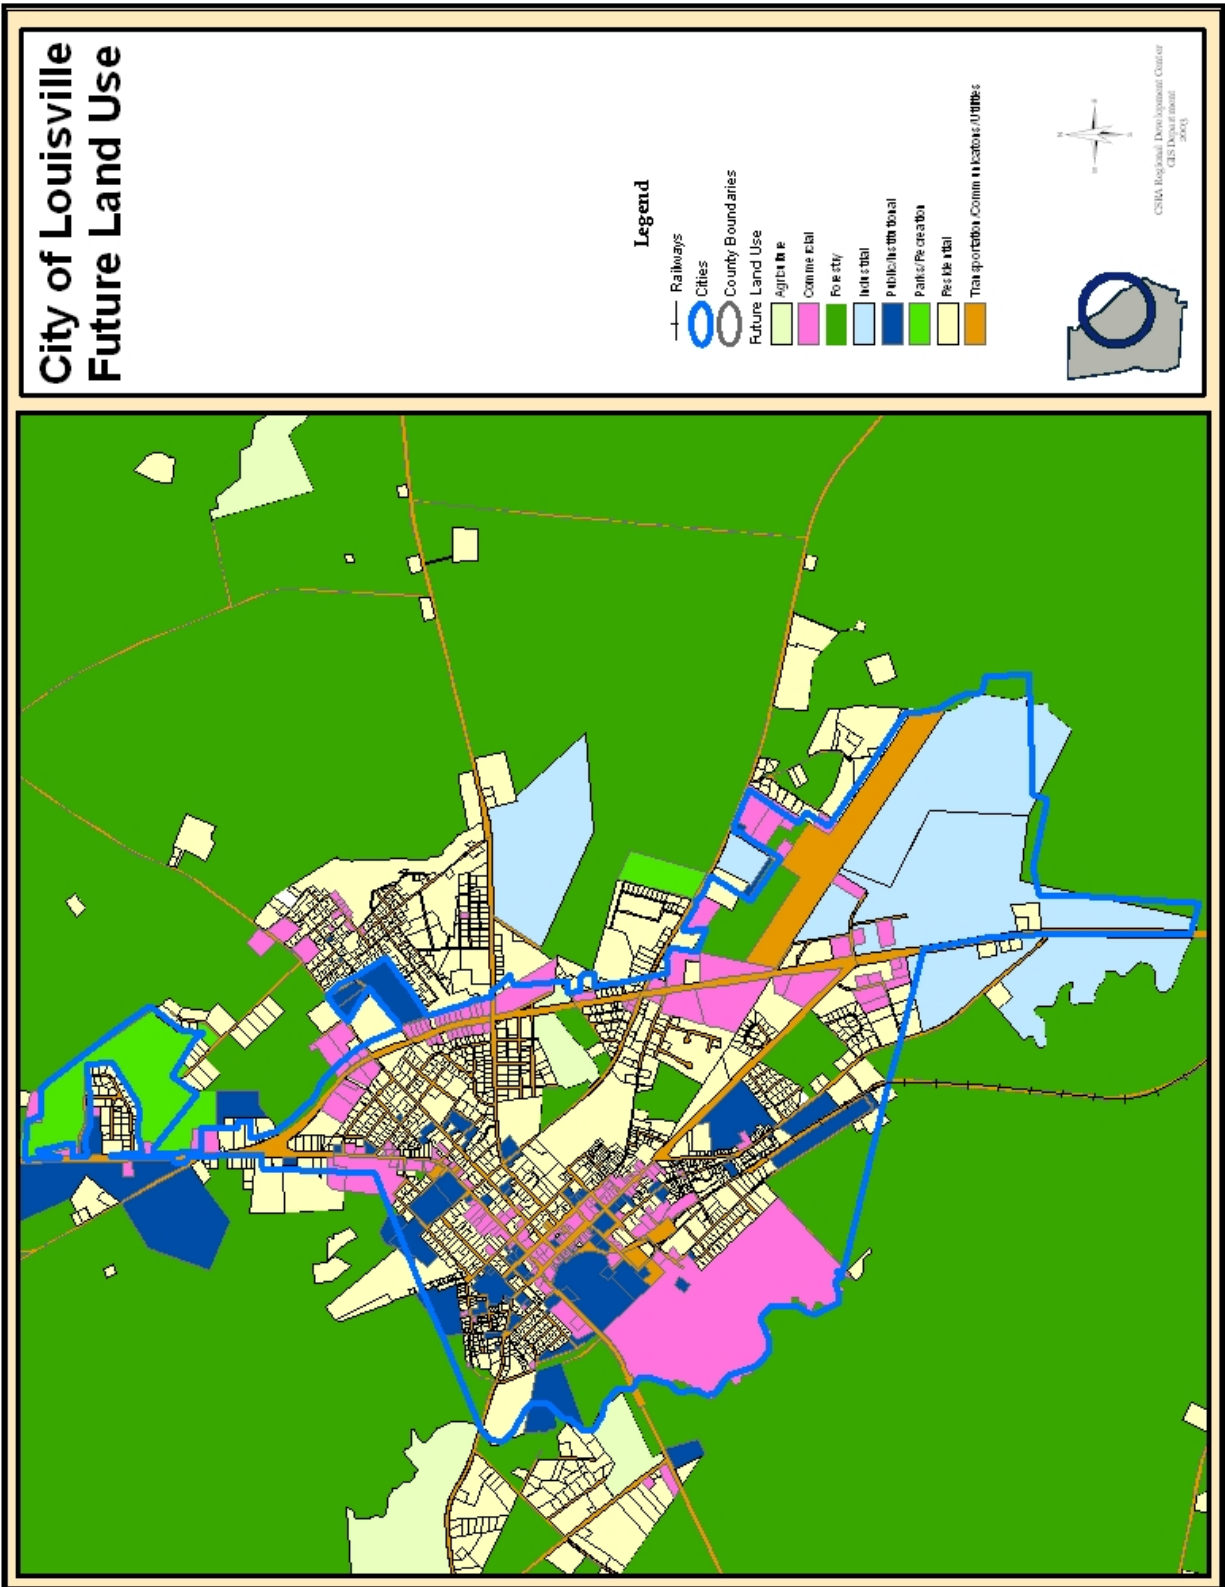 City of Louisville
Future Land Use
Legend
Railways
Cities
County Boundaries
Future Land Use
Agriculture
Commercial
Forestry
Industrial
Public/Institutional
Parks/Recreation
Residential
Transportation/Communications/Utilities
N
CSRA Regional Development Center
GIS Department
2003